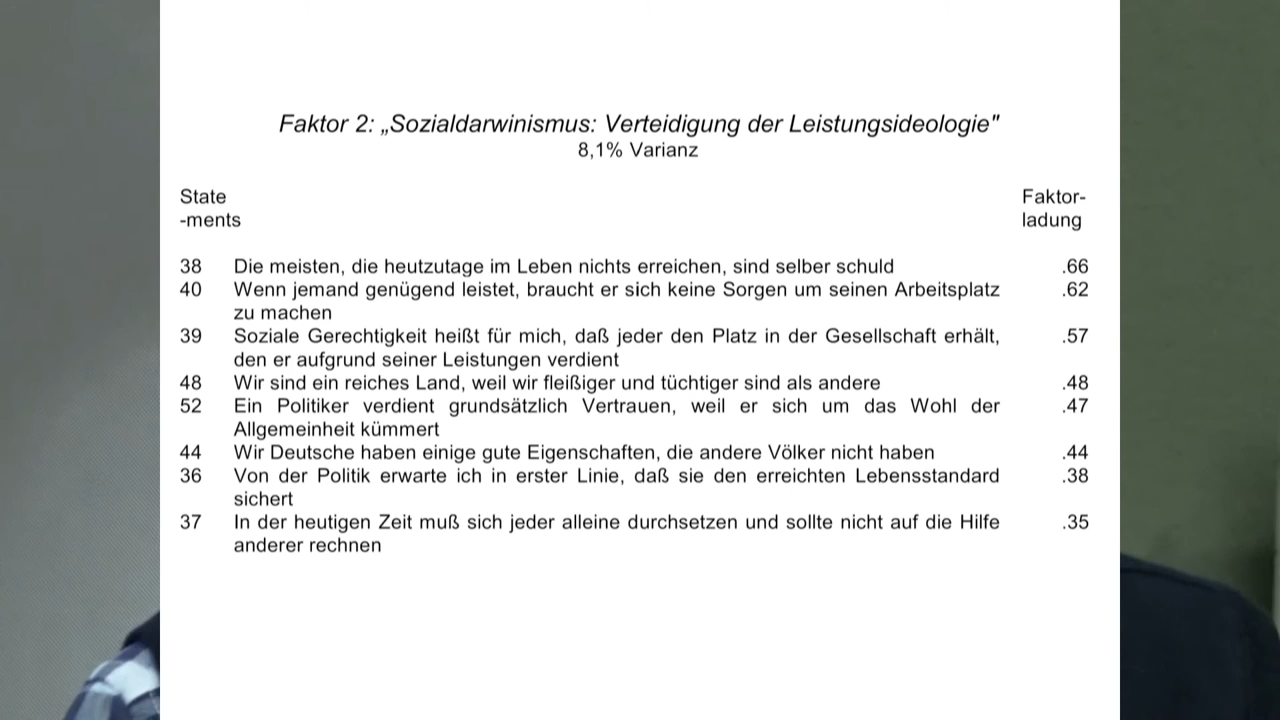 Faktor 2: „Sozialdarwinismus: Verteidigung der Leistungsideologie"
8,1% Varianz
State Faktor-
-ments ladung
38 Die meisten, die heutzutage im Leben nichts erreichen, sind selber schuld .66
40 Wenn jemand genügend leistet, braucht er sich keine Sorgen um seinen Arbeitsplatz .62
zu machen
39 Soziale Gerechtigkeit heißt für mich, daß jeder den Platz in der Gesellschaft erhält, .57
den er aufgrund seiner Leistungen verdient
48 Wir sind ein reiches Land, weil wir fleißiger und tüchtiger sind als andere .48
52 Ein Politiker verdient grundsätzlich Vertrauen, weil er sich um das Wohl der .47
Allgemeinheit kümmert
44 Wir Deutsche haben einige gute Eigenschaften, die andere Völker nicht haben .44
36 Von der Politik erwarte ich in erster Linie, daß sie den erreichten Lebensstandard .38
sichert
37 In der heutigen Zeit muß sich jeder alleine durchsetzen und sollte nicht auf die Hilfe .35
anderer rechnen